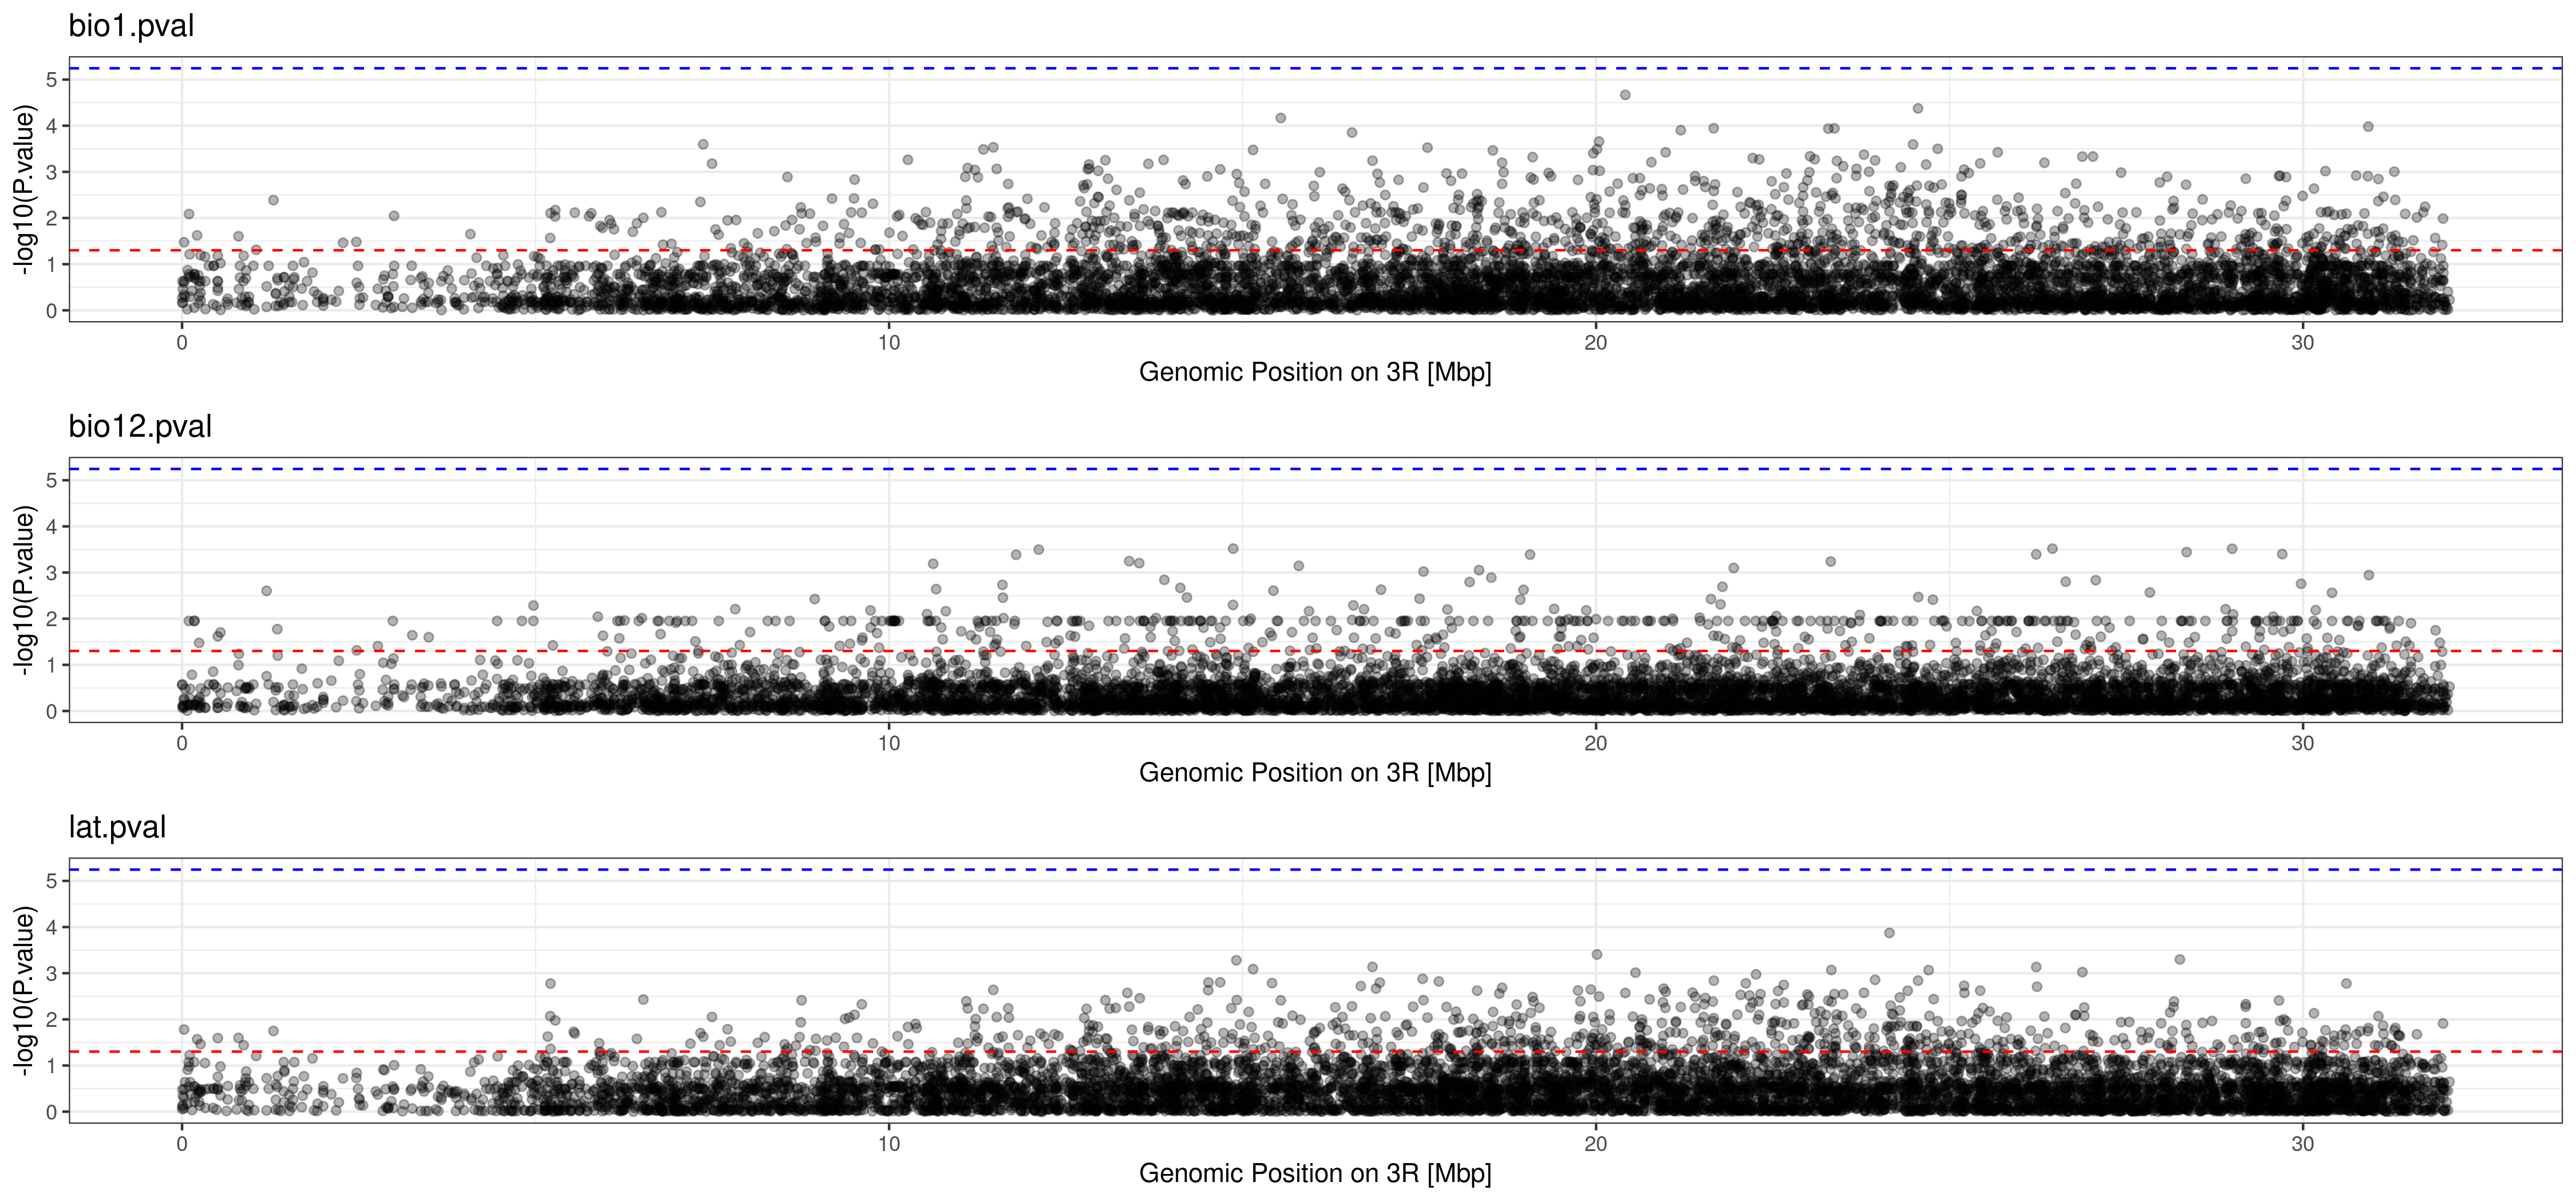 bio1.pval
-log10(P.value)
5
4
3
2
1
0
0 10 20 30
Genomic Position on 3R [Mbp]
bio12.pval
-log10(P.value)
5
4
3
2
1
0
0 10 20 30
Genomic Position on 3R [Mbp]
lat.pval
-log10(P.value)
5
4
3
2
1
0
0 10 20 30
Genomic Position on 3R [Mbp]